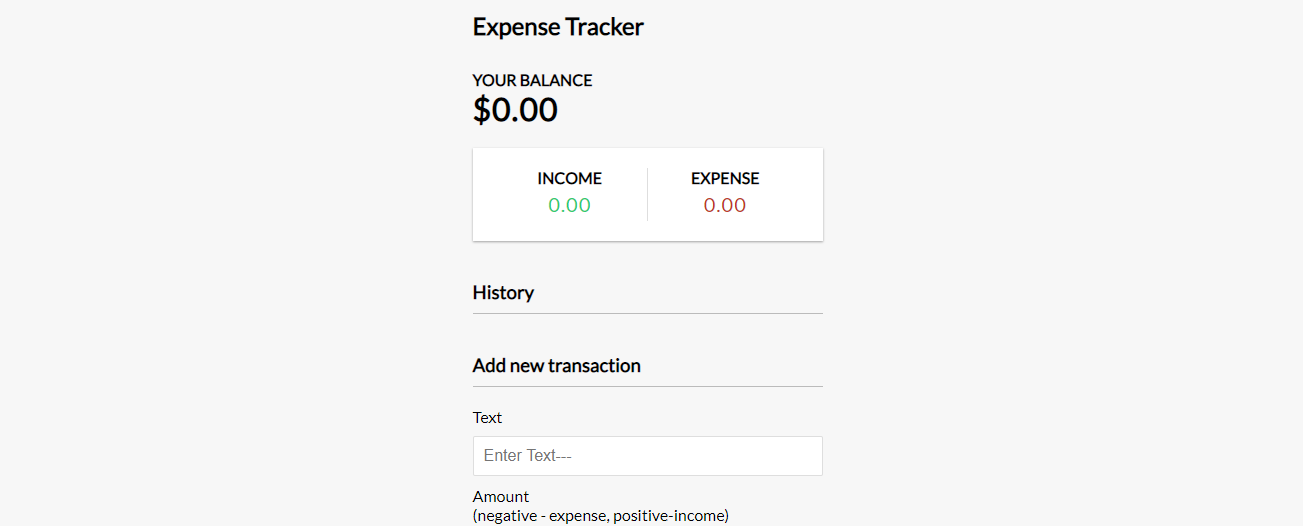 Expense Tracker
YOUR BALANCE
$0.00
INCOME EXPENSE
0.00 0.00
History
Add new transaction
Text
Enter Text---
Amount
(negative - expense, positive-income)